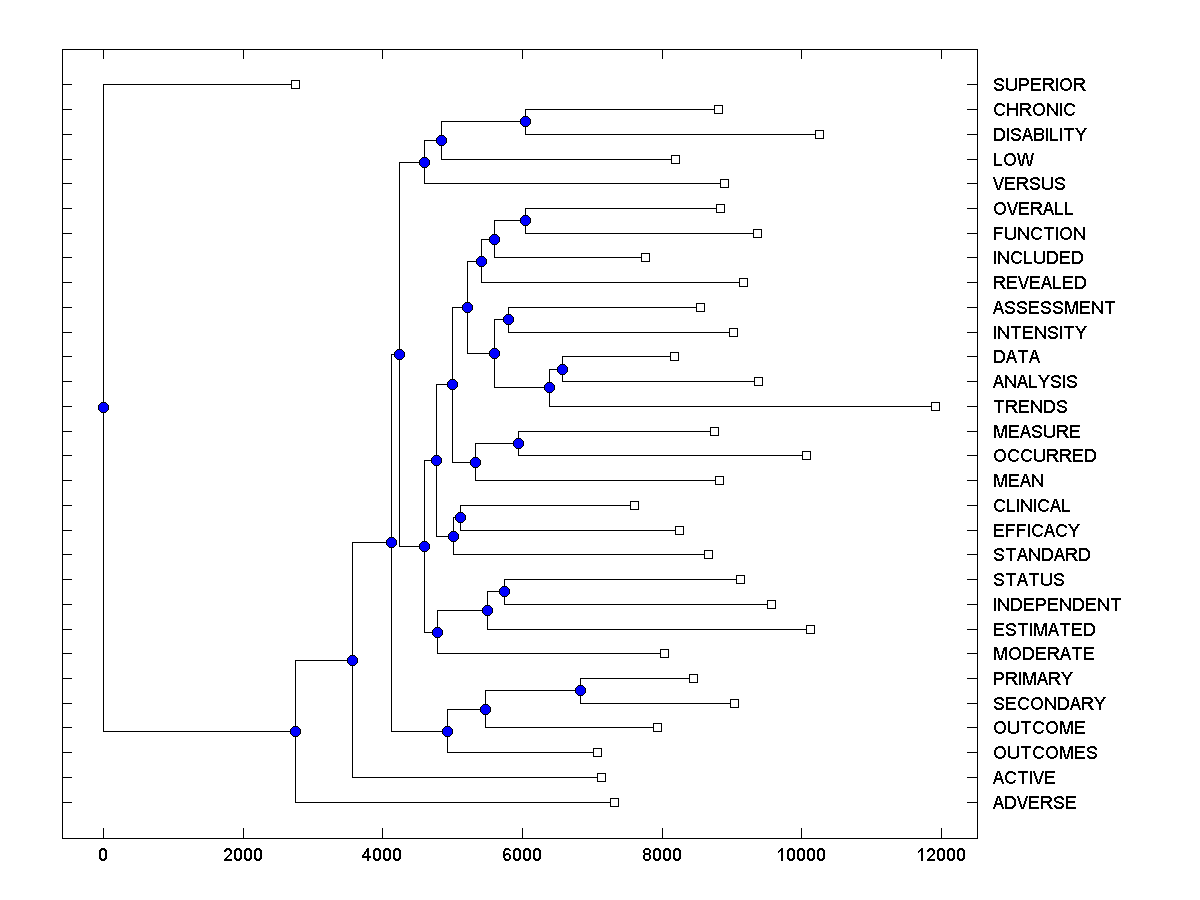 SUPERIOR
CHRONIC
DISABILITY
LOW
VERSUS
OVERALL
FUNCTION
INCLUDED
REVEALED
ASSESSMENT
INTENSITY
DATA
ANALYSIS
TRENDS
MEASURE
OCCURRED
MEAN
CLINICAL
EFFICACY
STANDARD
STATUS
INDEPENDENT
ESTIMATED
MODERATE
PRIMARY
SECONDARY
OUTCOME
OUTCOMES
ACTIVE
ADVERSE
0 2000 4000 6000 8000 10000 12000